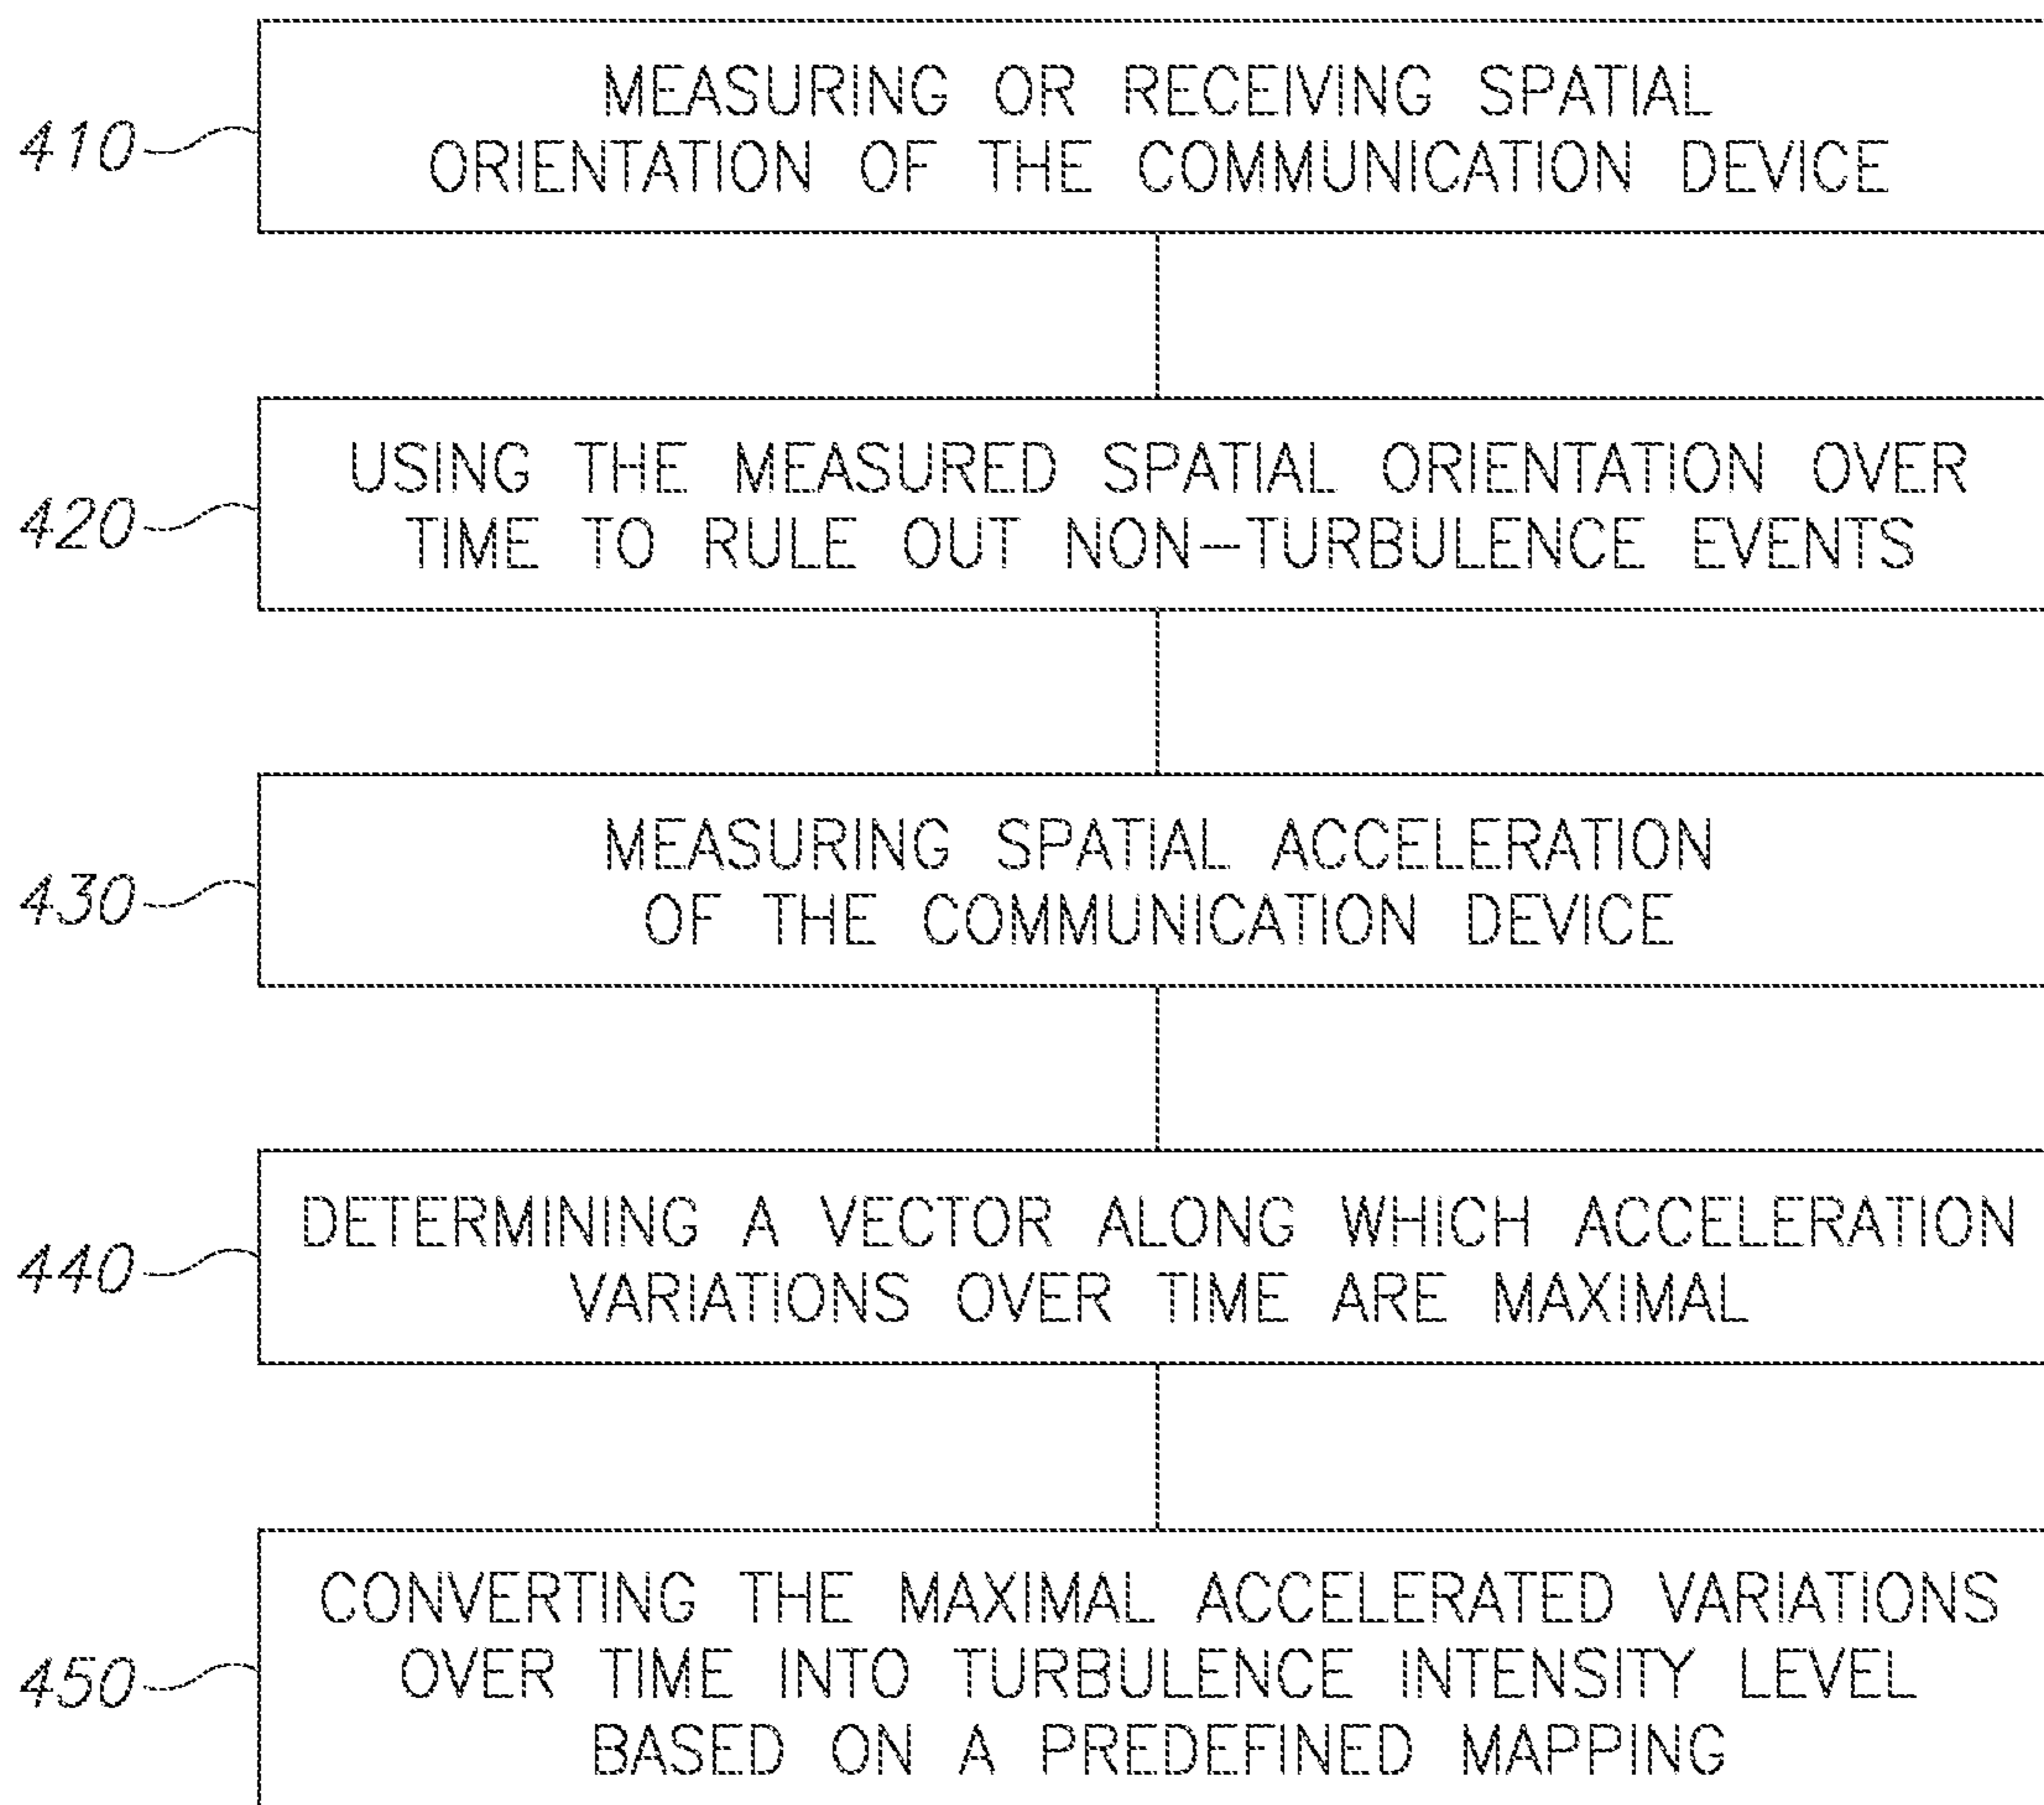 MEASURING OR RECEIVING SPATIAL
410
ORIENTATION OF THE COMMUNICATION DEVICE
USING THE MEASURED SPATIAL ORIENTATION OVER
420
TIME TO RULE OUT NON-TURBULENCE EVENTS
MEASURING SPATIAL ACCELERATION
430
OF THE COMMUNICATION DEVICE
DETERMINING A VECTOR ALONG WHICH ACCELERATION
440
VARIATIONS OVER TIME ARE MAXIMAL
CONVERTING THE MAXIMAL ACCELERATED VARIATIONS
450
OVER TIME INTO TURBULENCE INTENSITY LEVEL
BASED ON A PREDEFINED MAPPING